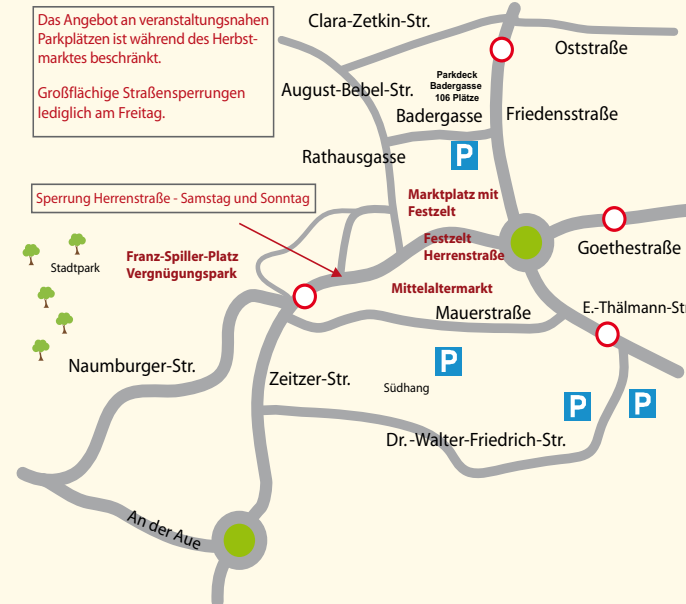 Das Angebot an veranstaltungsnahen
Parkplätzen ist während des Herbst-
marktes beschränkt.
Großflächige Straßensperrungen
lediglich am Freitag.
Clara-Zetkin-Str.
Oststraße
August-Bebel-Str.
Parkdeck
Badergasse
106 Plätze
Badergasse
Friedensstraße
Rathausgasse
P
Sperrung Herrenstraße - Samstag und Sonntag
Marktplatz mit
Festzelt
Festzelt
Herrenstraße
Goethestraße
Stadtpark
Franz-Spiller-Platz
Vergnügungspark
Mittelaltermarkt
Mauerstraße
E.-Thälmann-Str
Naumburger-Str.
Zeitzer-Str.
Südhang
P
P
P
Dr.-Walter-Friedrich-Str.
An der Aue